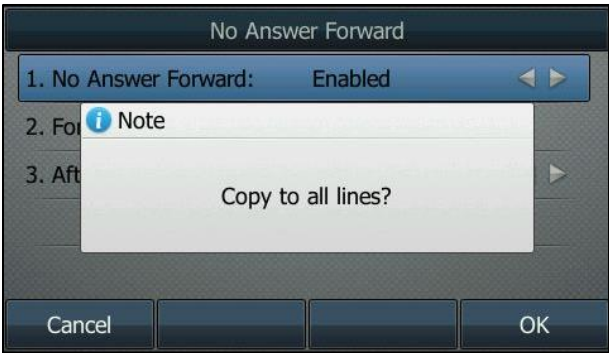 No Answer Forward
1. No Answer Forward: Enabled
2. For
Note
3. Aft
Copy to all lines?
Cancel OK